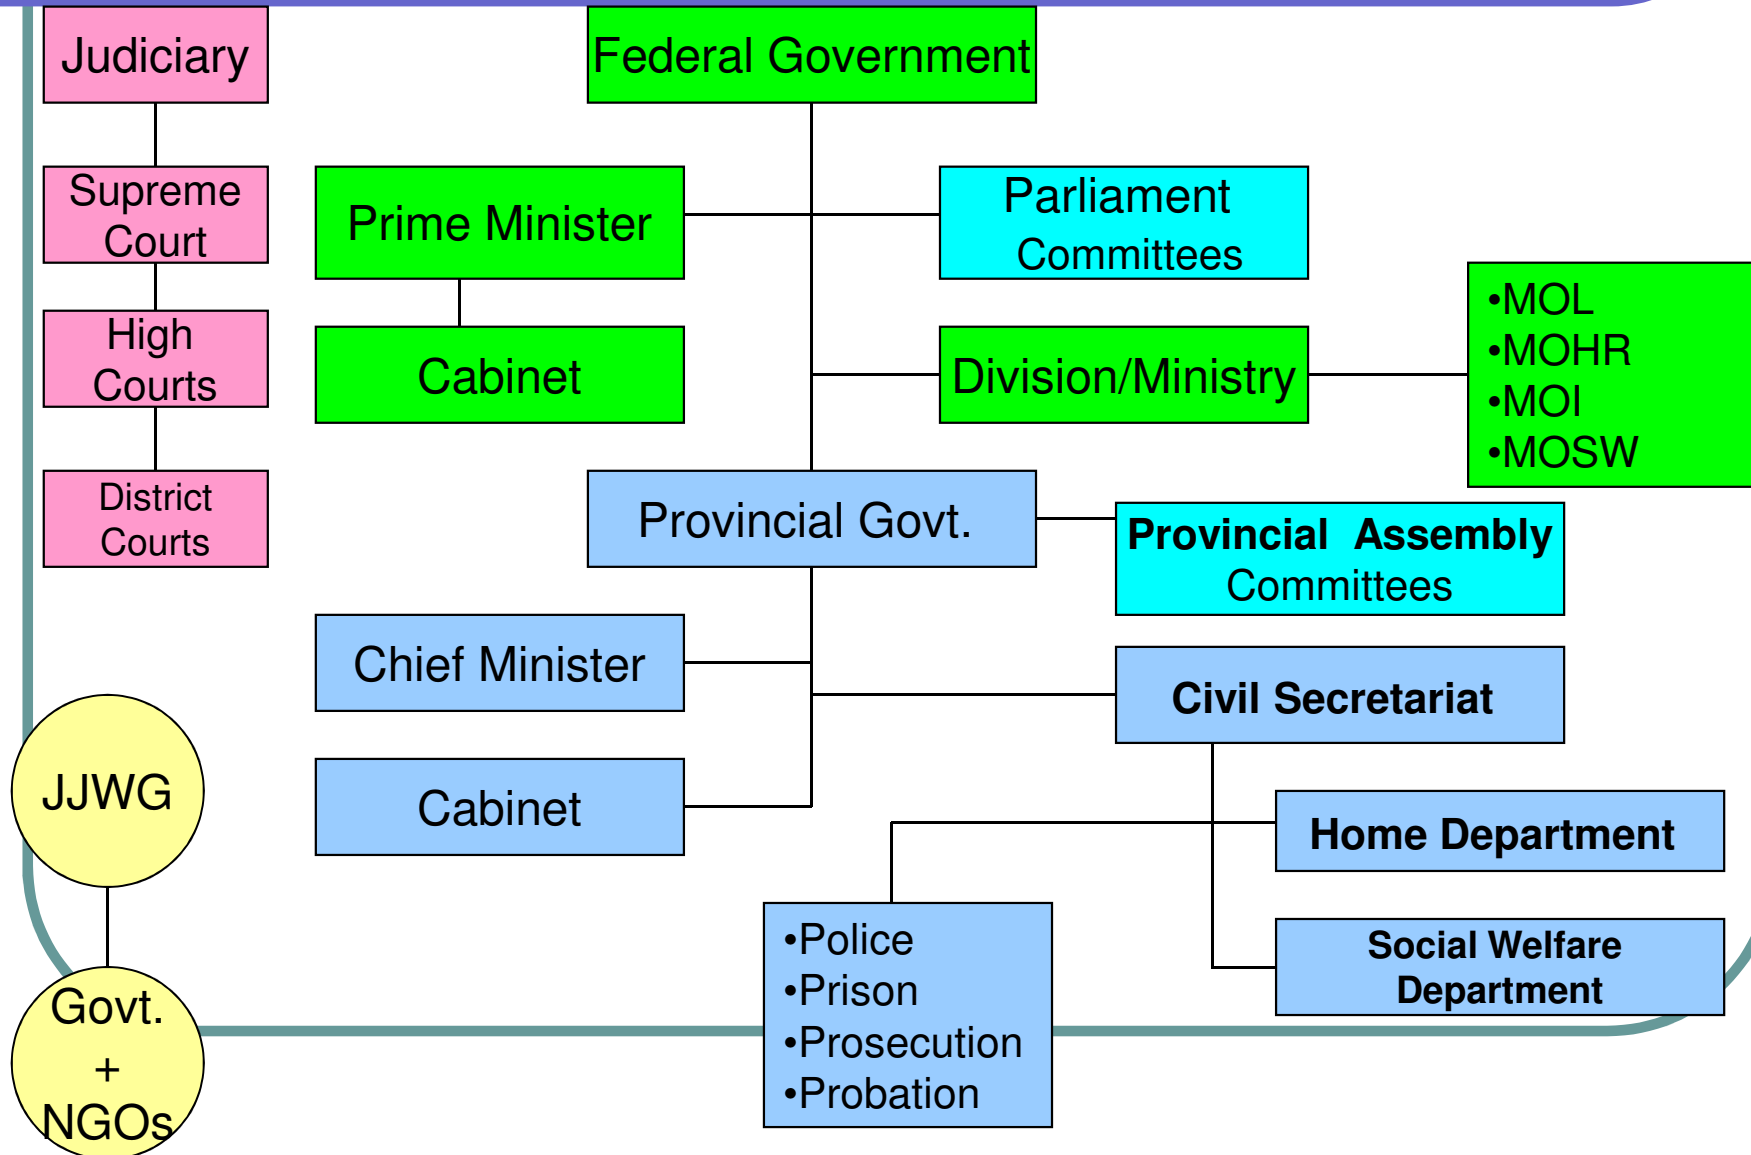 Judiciary
Federal Government
Supreme
Court
Prime Minister
Parliament
Committees
High
Courts
Cabinet
Division/Ministry
•MOL
•MOHR
•MOI
•MOSW
District
Courts
Provincial Govt.
Provincial Assembly
Committees
Chief Minister
Civil Secretariat
JJWG
Cabinet
Home Department
Govt.
+
NGOs
•Police
•Prison
•Prosecution
•Probation
Social Welfare
Department